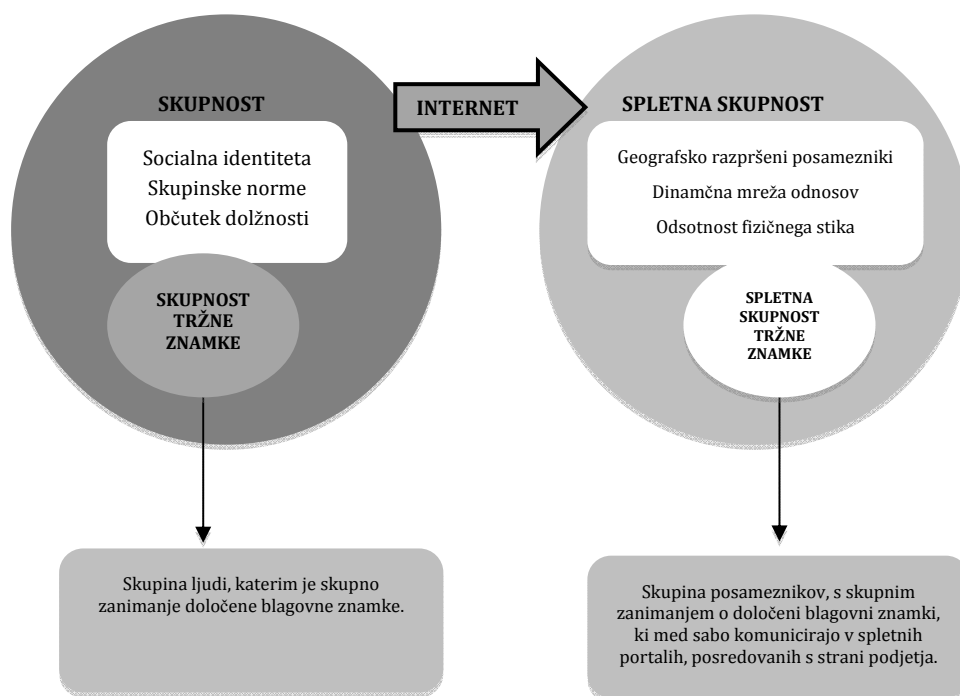 SKUPNOST
Socialna identiteta
Skupinske norme
Občutek dolžnosti
SKUPNOST
TRŽNE
ZNAMKE
INTERNET
SPLETNA SKUPNOST
Geografsko razpršeni posamezniki
Dinamčna mreža odnosov
Odsotnost fizičnega stika
SPLETNA
SKUPNOST
TRŽNE
ZNAMKE
Skupina ljudi, katerim je skupno
zanimanje določene blagovne znamke.
Skupina posameznikov, s skupnim
zanimanjem o določeni blagovni znamki,
ki med sabo komunicirajo v spletnih
portalih, posredovanih s strani podjetja.